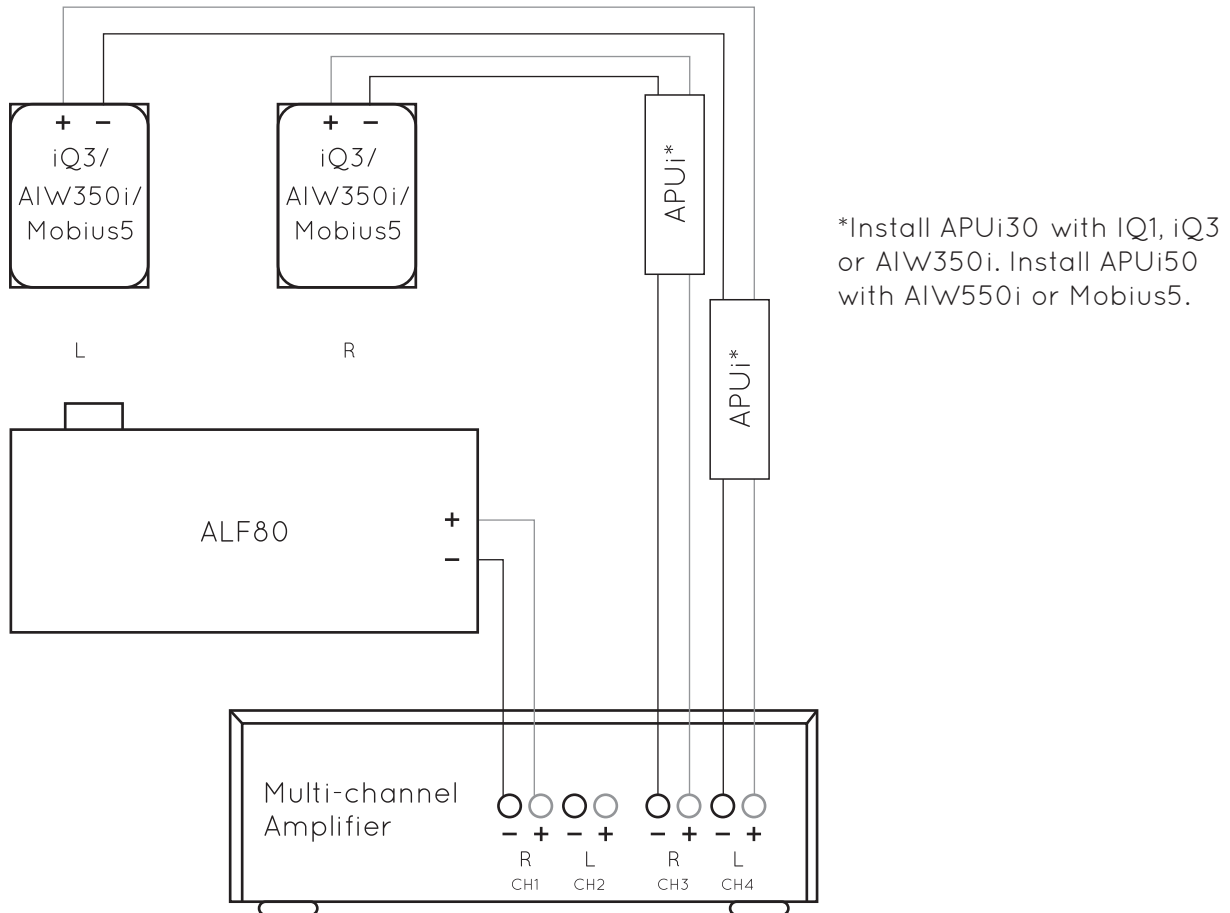 + −
iQ3/
AIW350i/
Mobius5
+ −
iQ3/
AIW350i/
Mobius5
L
R
APUi*
APUi*
*Install APUi30 with IQ1, iQ3
or AIW350i. Install APUi50
with AIW550i or Mobius5.
ALF80
+
−
Multi-channel
Amplifier
− + − + − + − +
R L R L
CH1 CH2 CH3 CH4